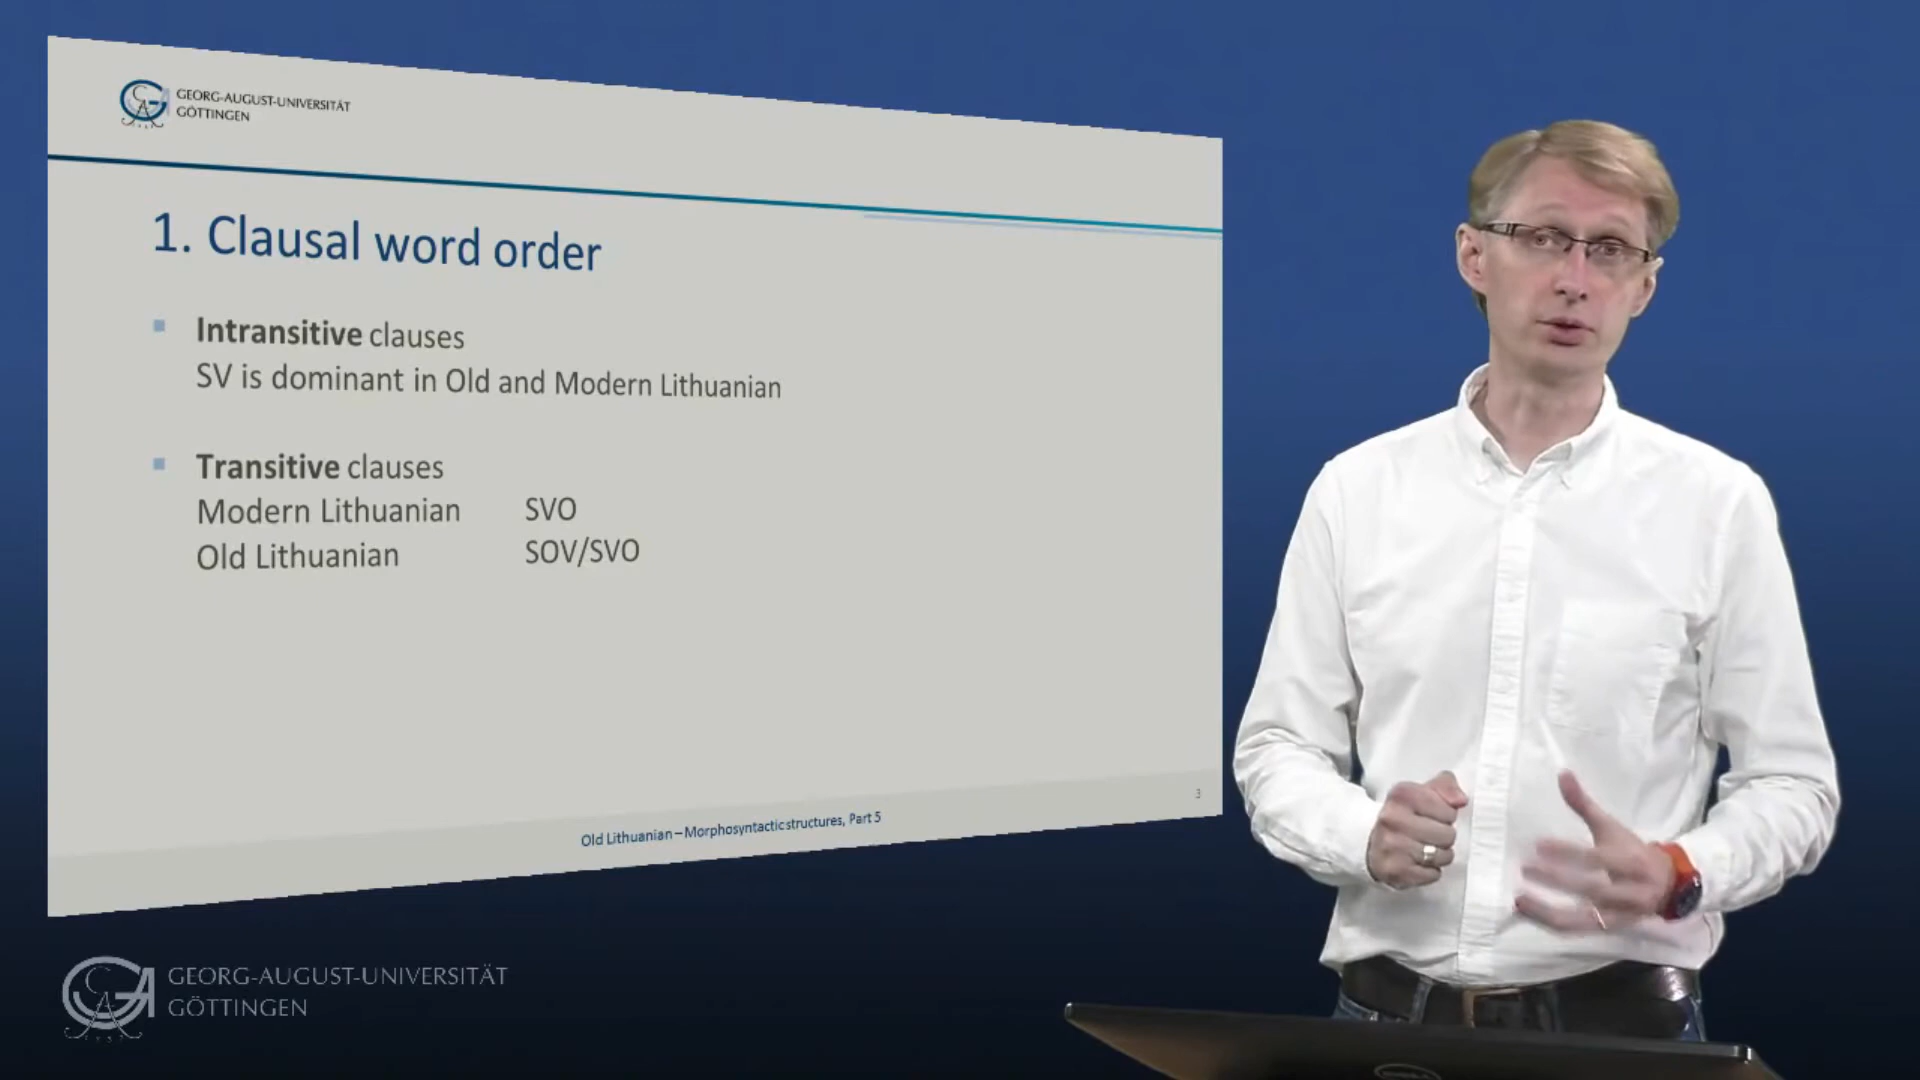 GEORG-AUGUST-UNIVERSITÄT
GÖTTINGEN
1. Clausal word order
Intransitive clauses
SV is dominant in Old and Modern Lithuanian
Transitive clauses
Modern Lithuanian SVO
Old Lithuanian SOV/SVO
3
Old Lithuanian – Morphosyntactic structures, Part 5
GEORG-AUGUST-UNIVERSITÄT
GÖTTINGEN